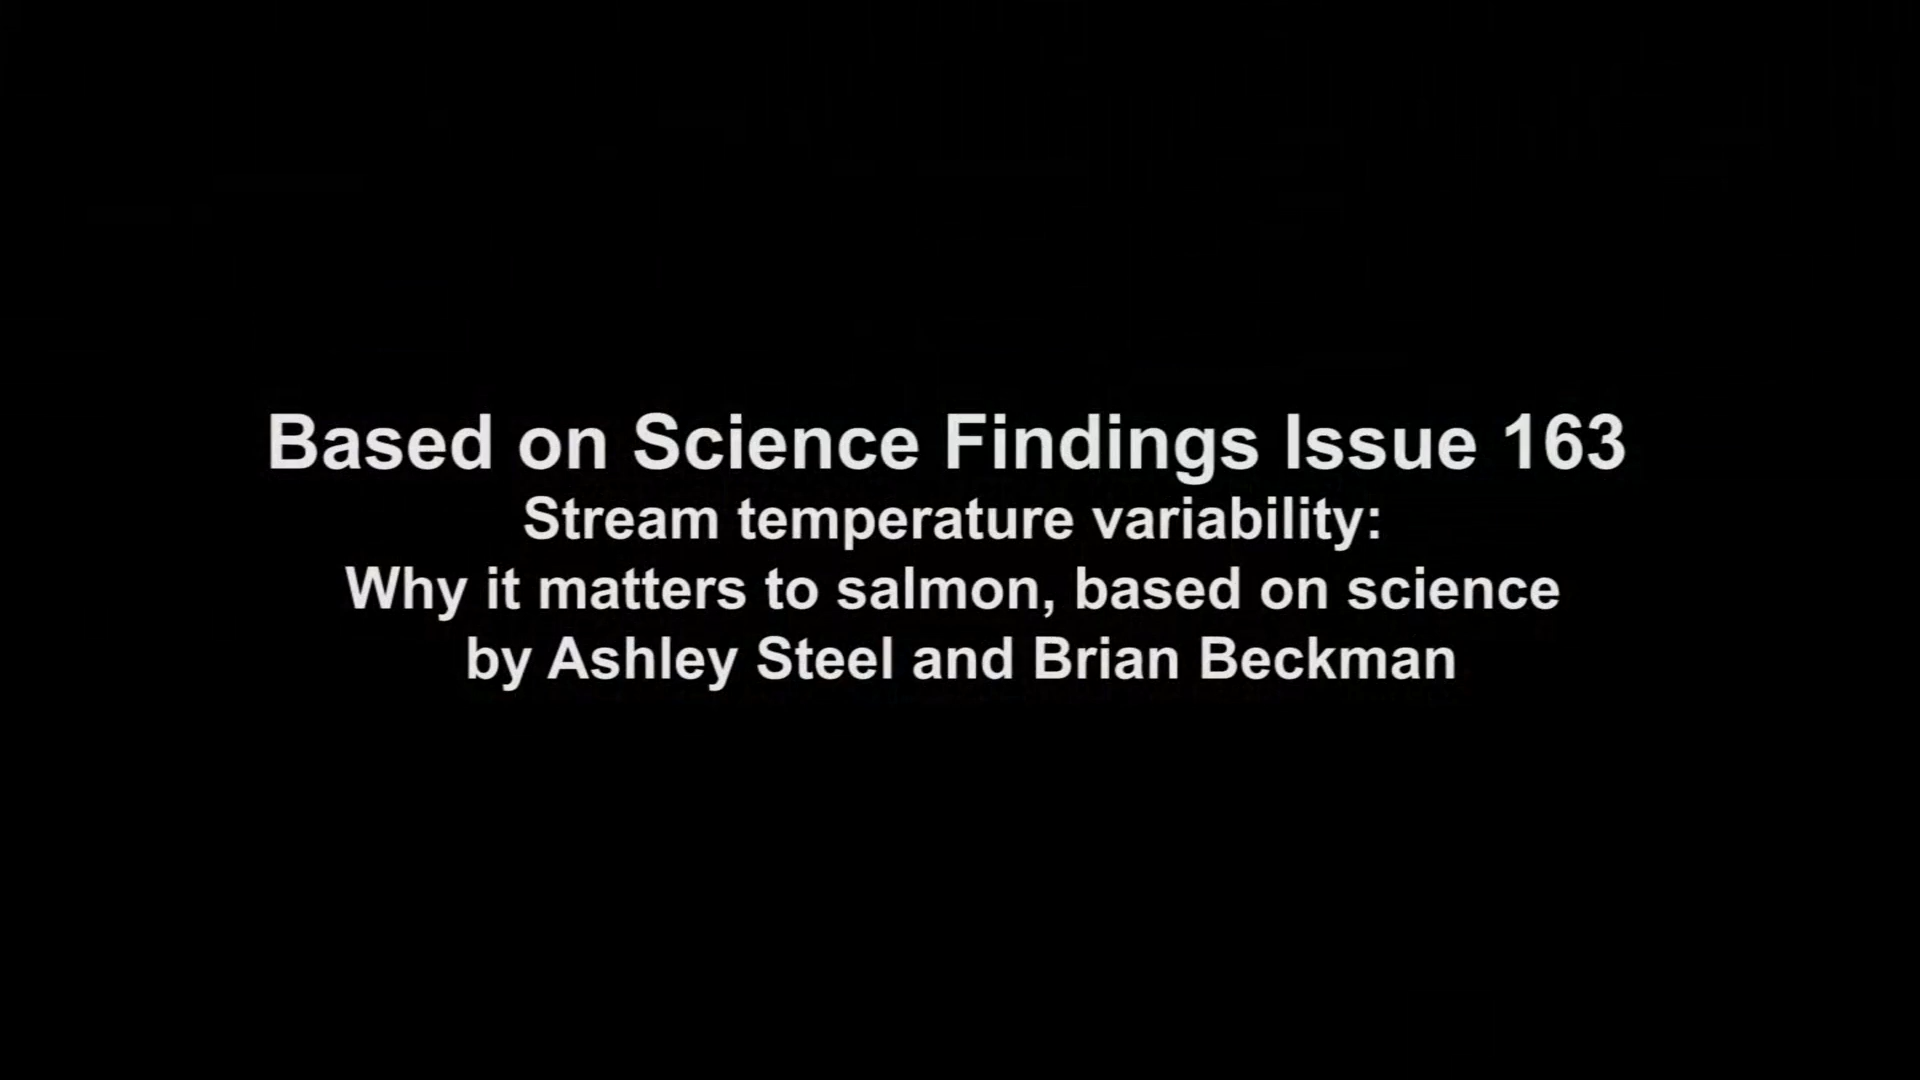 Based on Science Findings Issue 163
Stream temperature variability:
Why it matters to salmon, based on science
by Ashley Steel and Brian Beckman